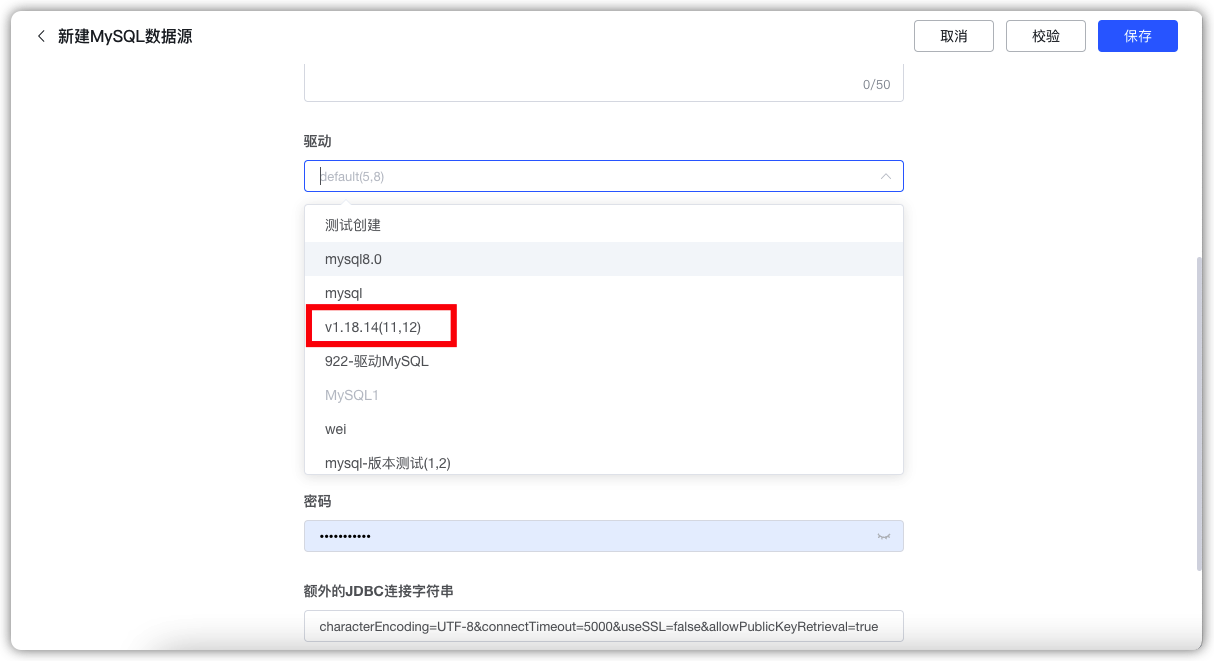 新建MySQL数据源
取消
校验
保存
0/50
驱动
default(5,8)
测试创建
mysql8.0
mysql
v1.18.14(11,12)
922-驱动MySQL
MySQL1
wei
mysql-版本测试(1,2)
密码
•••••••••••
额外的JDBC连接字符串
characterEncoding=UTF-8&connectTimeout=5000&useSSL=false&allowPublicKeyRetrieval=true